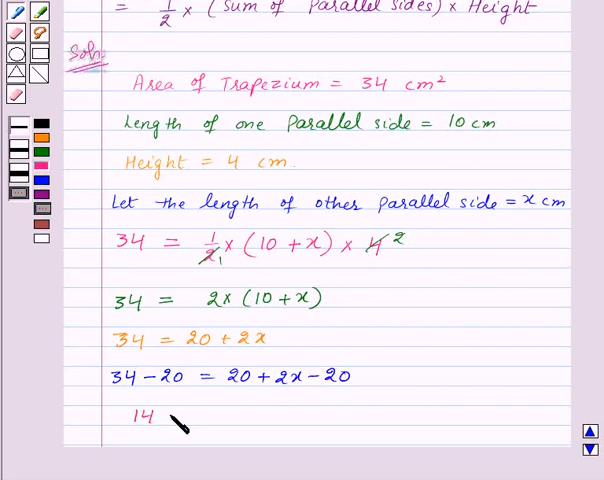 = 1/2 × (Sum of Parallel sides) × Height
Soln.
Area of Trapezium = 34 cm²
Length of one Parallel side = 10 cm
Height = 4 cm.
Let the length of other Parallel side = x cm
34 = 1/2 1 × (10 + x) × 4 2
34 = 2 × (10 + x)
34 = 20 + 2x
34 - 20 = 20 + 2x - 20
14